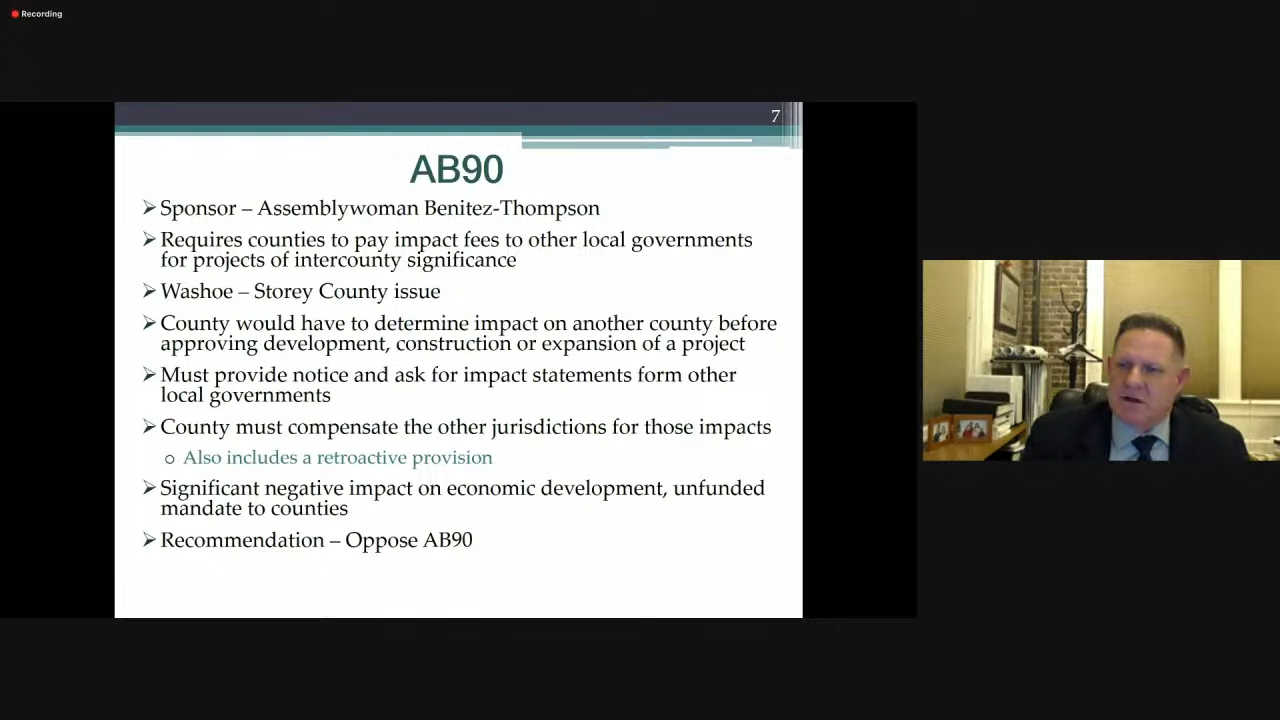 Recording
7
AB90
➢Sponsor – Assemblywoman Benitez-Thompson
➢Requires counties to pay impact fees to other local governments
for projects of intercounty significance
➢Washoe – Storey County issue
➢County would have to determine impact on another county before
approving development, construction or expansion of a project
➢Must provide notice and ask for impact statements form other
local governments
➢County must compensate the other jurisdictions for those impacts
o Also includes a retroactive provision
➢Significant negative impact on economic development, unfunded
mandate to counties
➢Recommendation – Oppose AB90